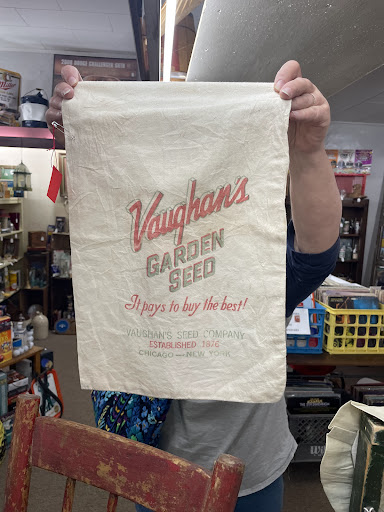 Vaughan's
GARDEN
SEED
It pays to buy the best!
VAUGHAN'S SEED COMPANY
ESTABLISHED 1876
CHICAGO — NEW YORK